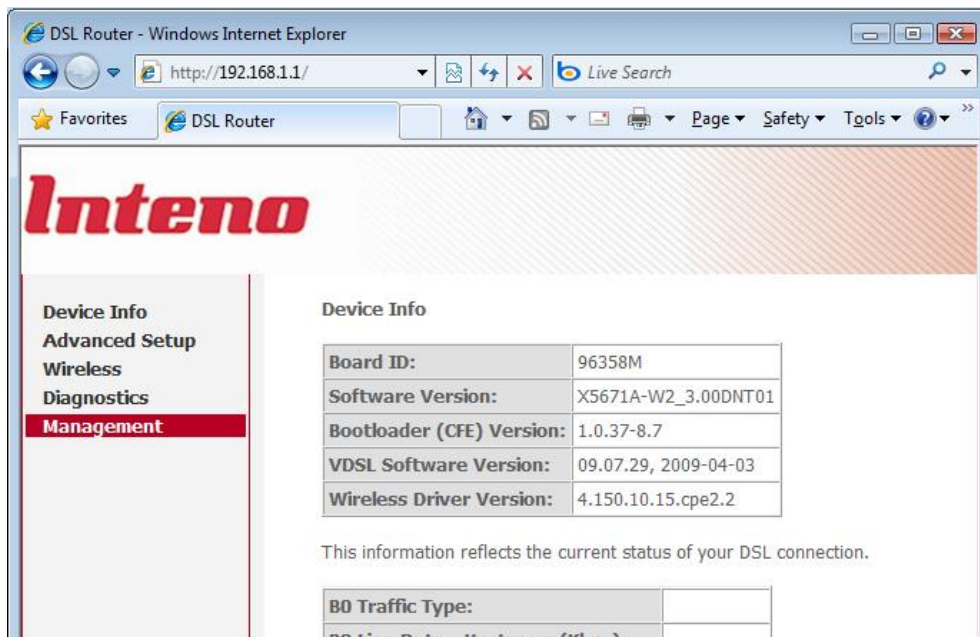 DSL Router - Windows Internet Explorer
http://192.168.1.1/
Live Search
Favorites
DSL Router
Page
Safety
Tools
Inteno
Device Info
Advanced Setup
Wireless
Diagnostics
Management
Device Info
Board ID: 96358M
Software Version: X5671A-W2_3.00DNT01
Bootloader (CFE) Version: 1.0.37-8.7
VDSL Software Version: 09.07.29, 2009-04-03
Wireless Driver Version: 4.150.10.15.cpe2.2
This information reflects the current status of your DSL connection.
B0 Traffic Type: